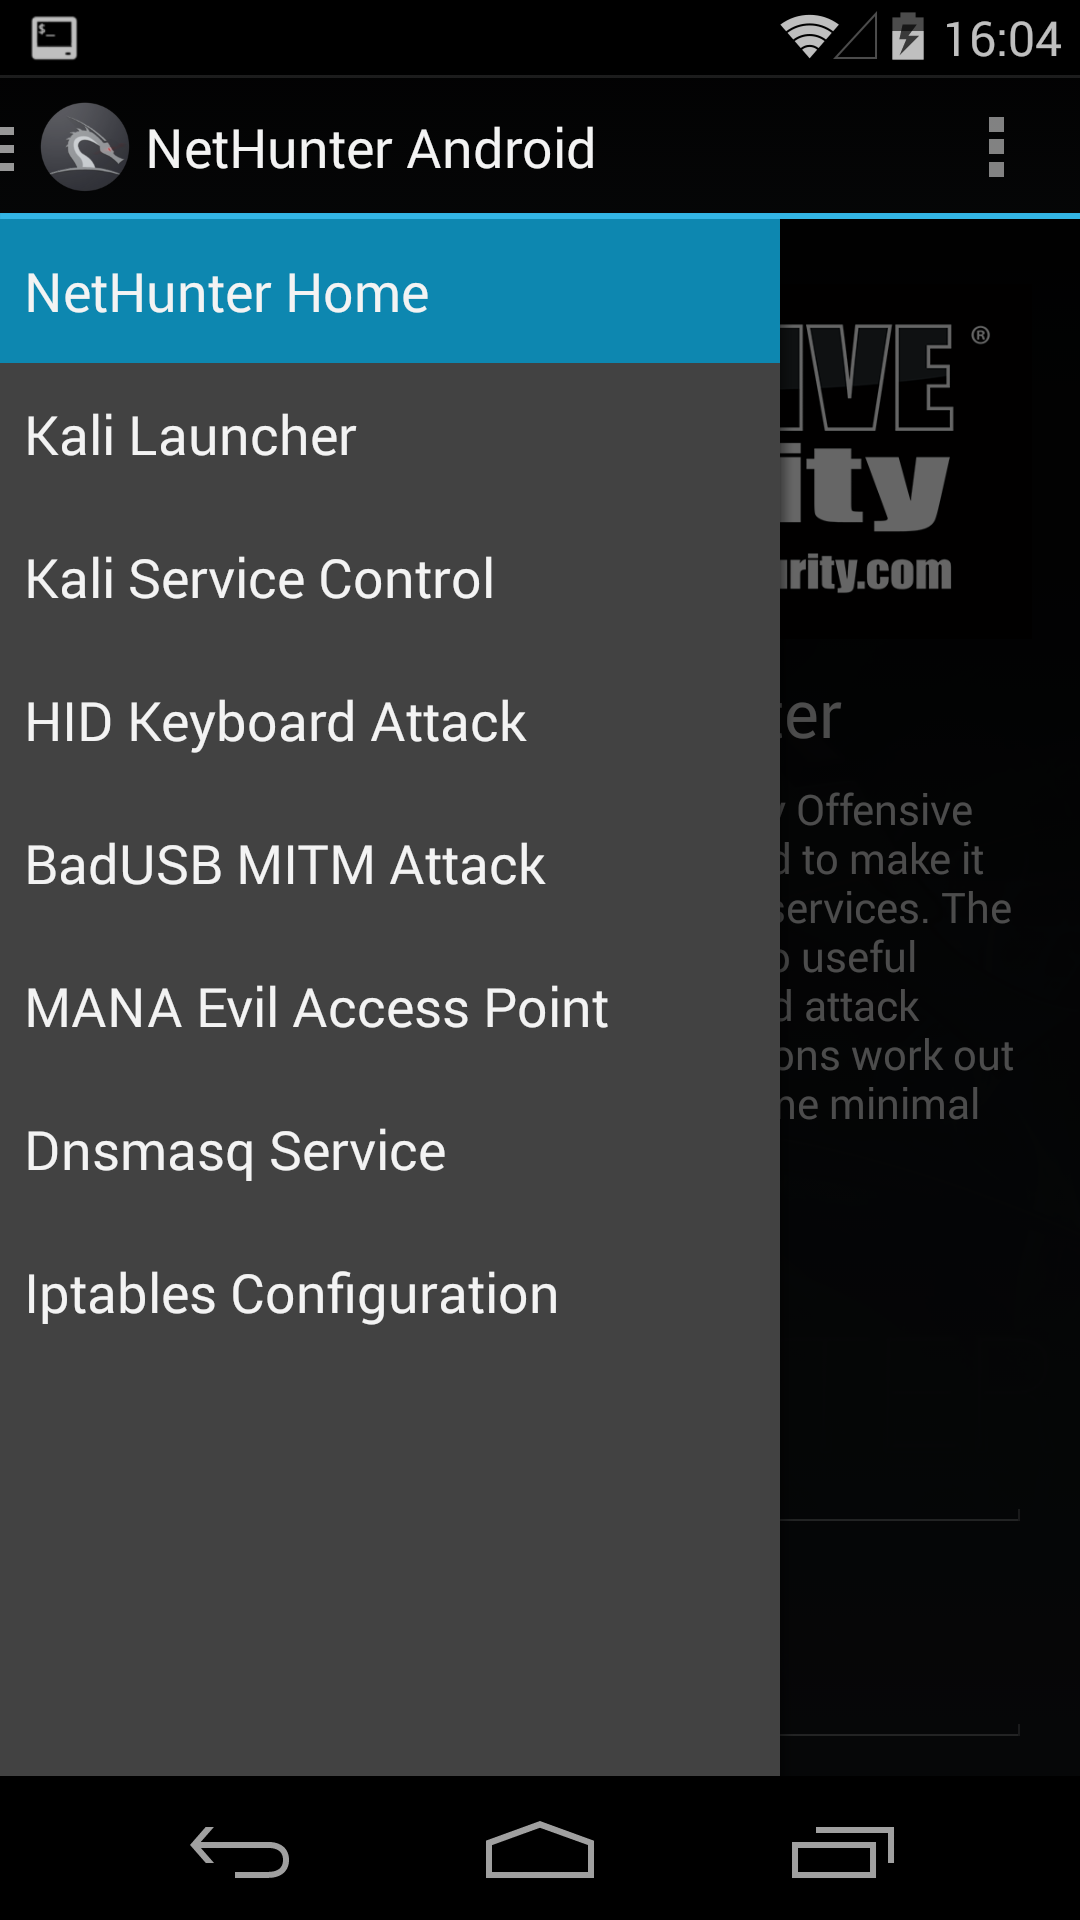 $_
16:04
NetHunter Android
NetHunter Home
Kali Launcher
Kali Service Control
HID Keyboard Attack
BadUSB MITM Attack
MANA Evil Access Point
Dnsmasq Service
Iptables Configuration
IVE ®
ity
rity.com
ter
Offensive
to make it
services. The
useful
attack
ons work out
he minimal